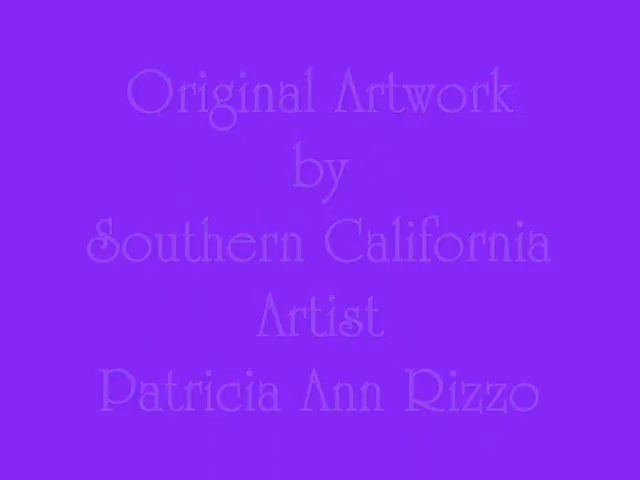 Original Artwork
by
Southern California
Artist
Patricia Ann Rizzo